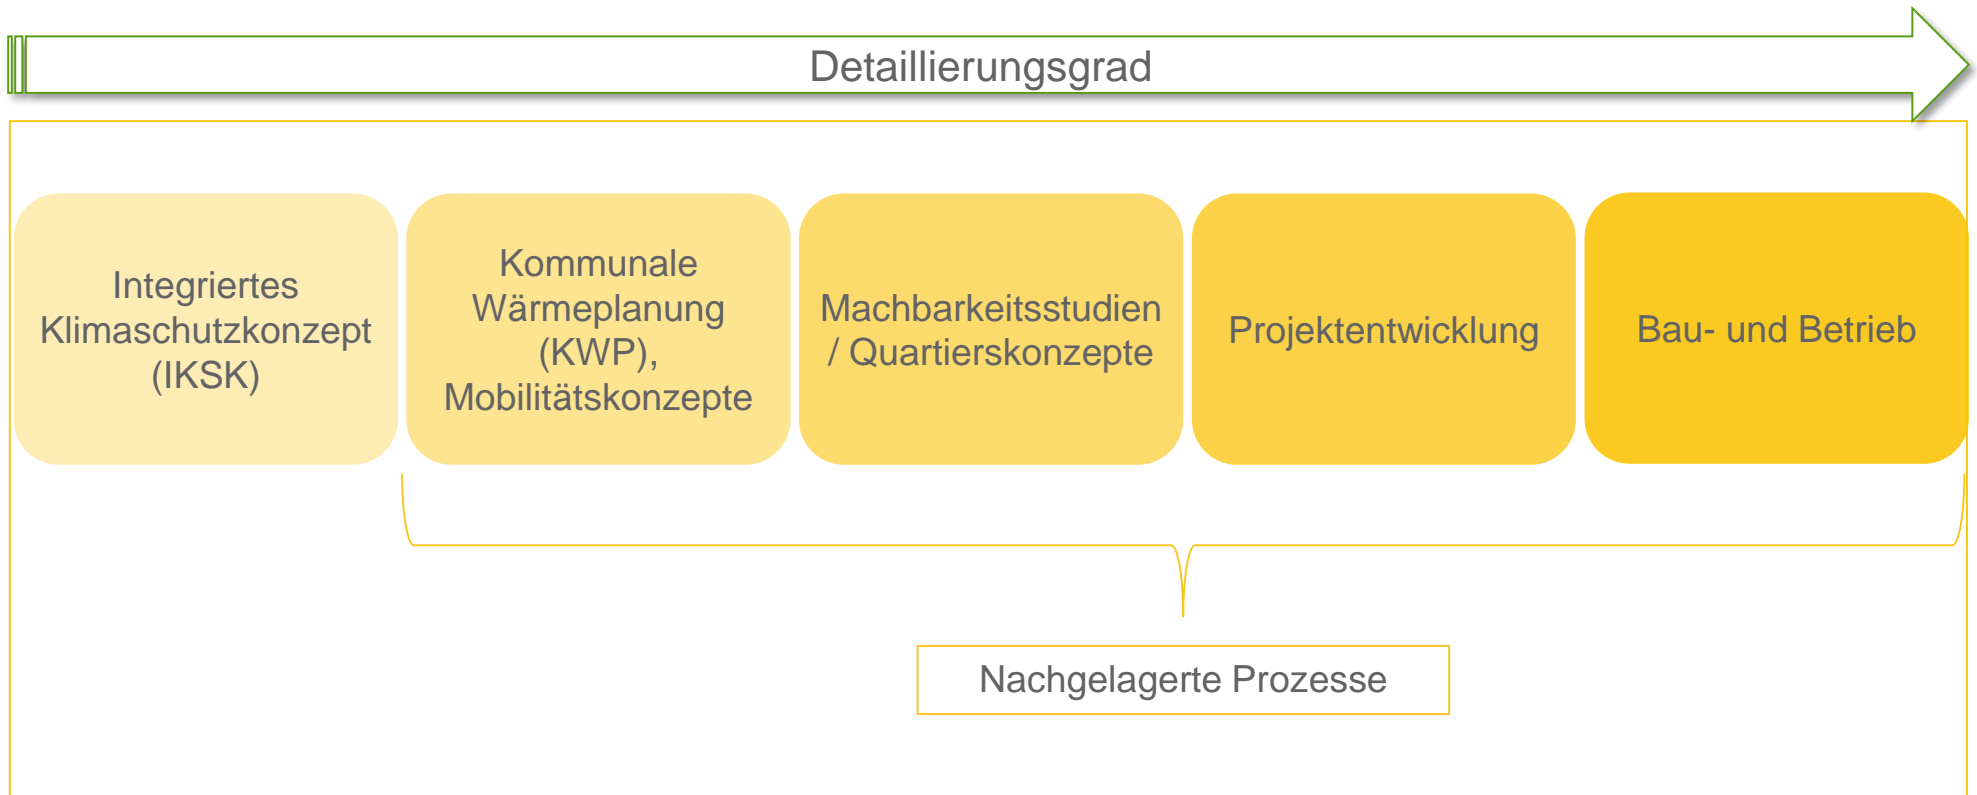 Detaillierungsgrad
Integriertes
Klimaschutzkonzept
(IKSK)
Kommunale
Wärmeplanung
(KWP),
Mobilitätskonzepte
Machbarkeitsstudien
/ Quartierskonzepte
Projektentwicklung
Bau- und Betrieb
Nachgelagerte Prozesse